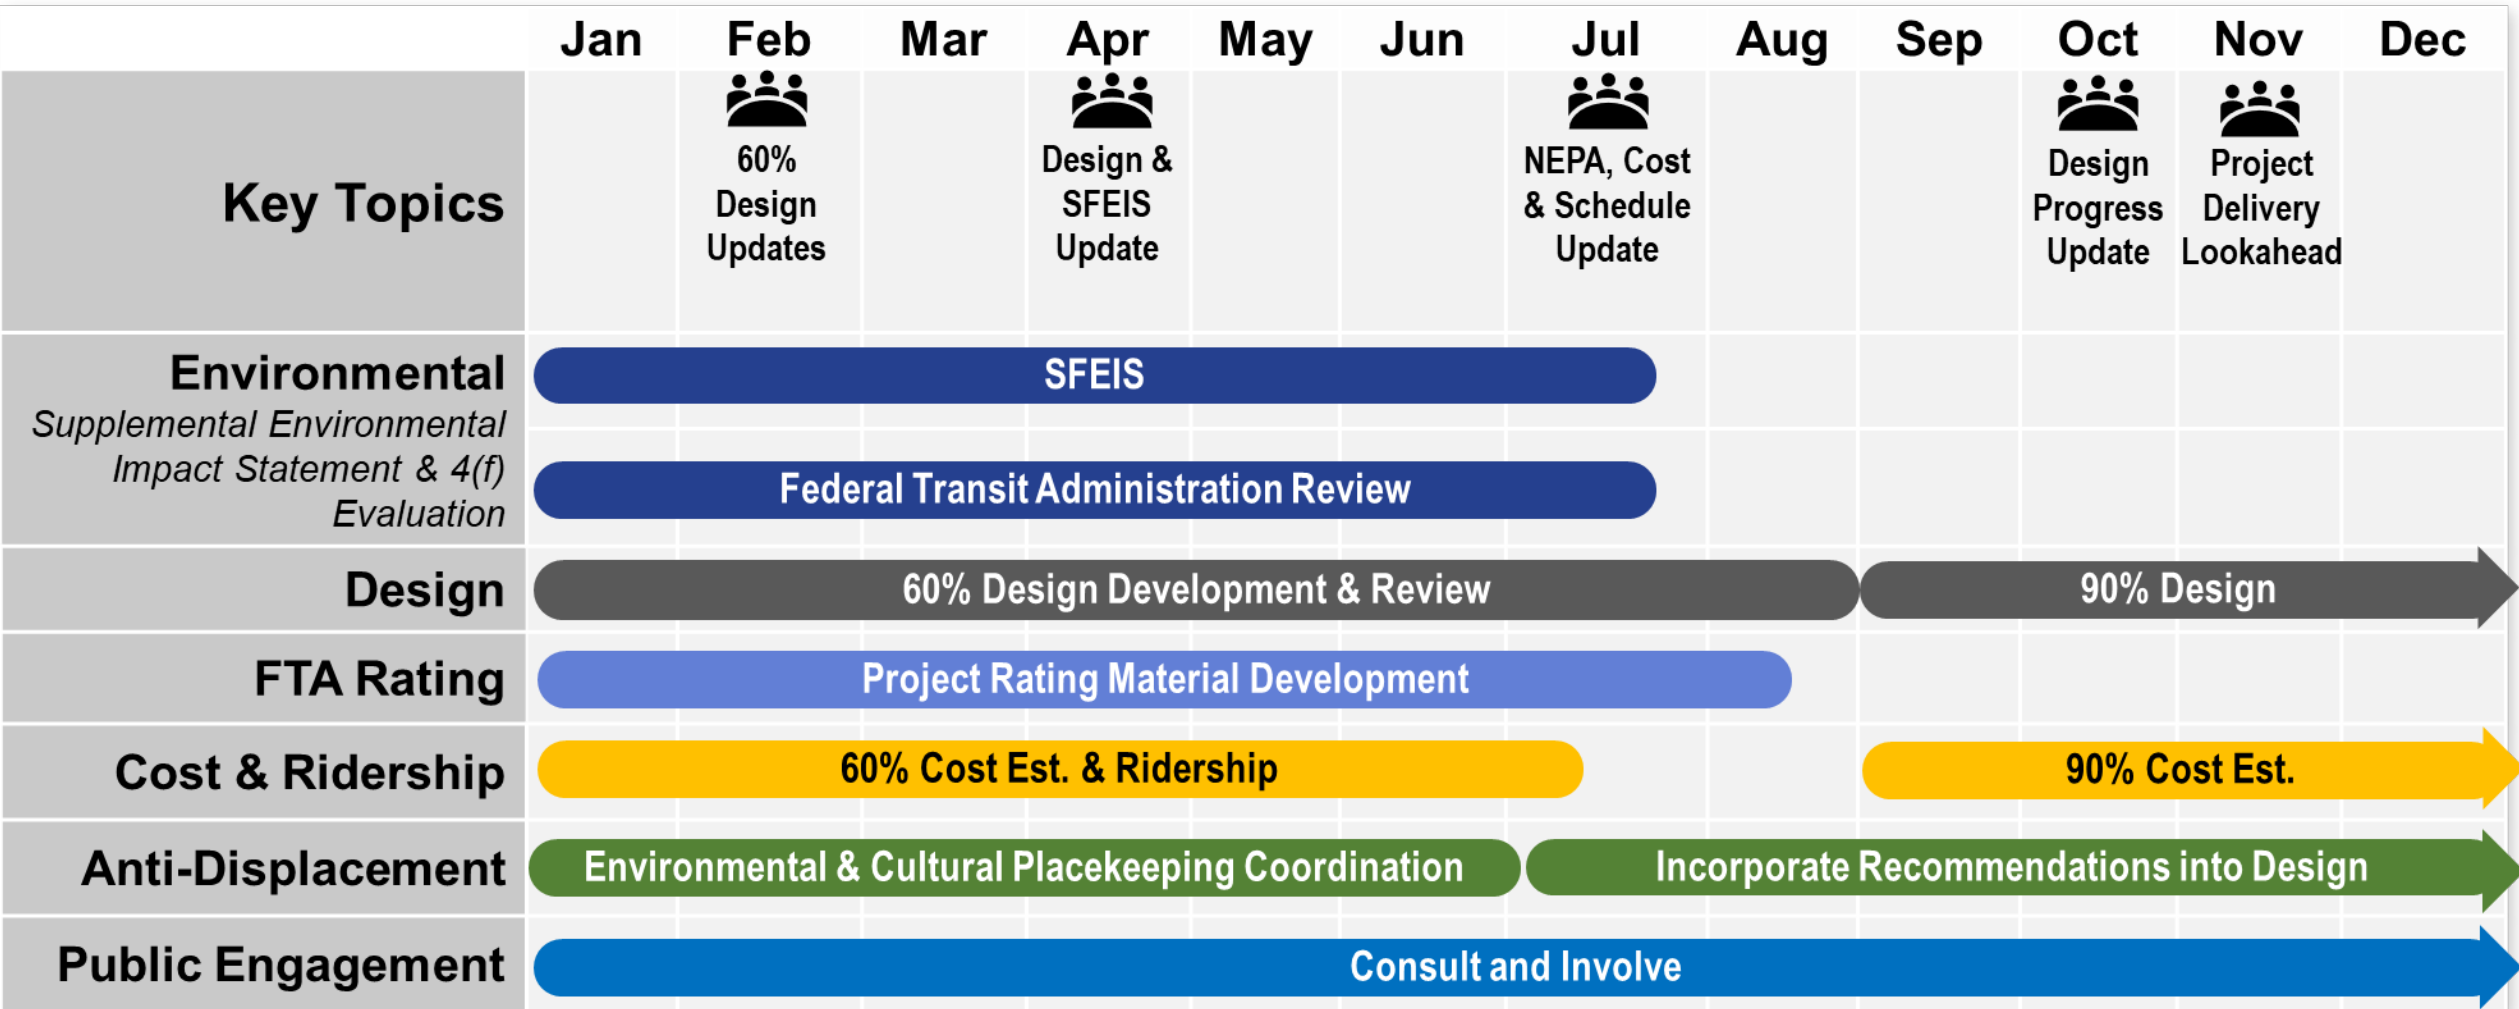 Jan Feb Mar Apr May Jun Jul Aug Sep Oct Nov Dec
Key Topics
60%
Design
Updates
Design &
SFEIS
Update
NEPA, Cost
& Schedule
Update
Design
Progress
Update
Project
Delivery
Lookahead
Environmental
Supplemental Environmental
Impact Statement & 4(f)
Evaluation
SFEIS
Federal Transit Administration Review
Design
60% Design Development & Review
90% Design
FTA Rating
Project Rating Material Development
Cost & Ridership
60% Cost Est. & Ridership
90% Cost Est.
Anti-Displacement
Environmental & Cultural Placekeeping Coordination
Incorporate Recommendations into Design
Public Engagement
Consult and Involve